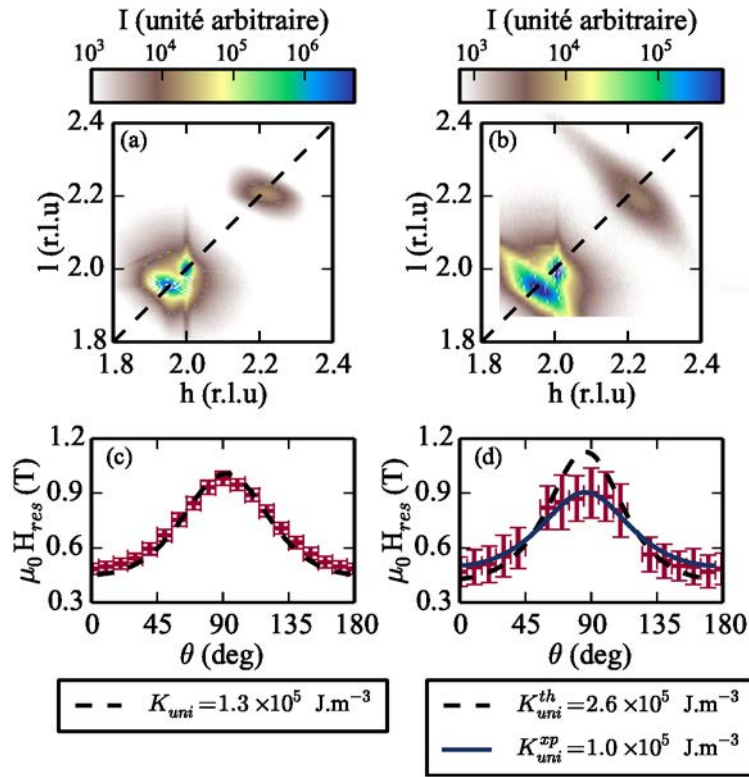 I (unité arbitraire) I (unité arbitraire)
10³ 10⁴ 10⁵ 10⁶ 10³ 10⁴ 10⁵
2.4 (a) 2.4 (b)
2.2 2.2
l (r.l.u) l (r.l.u)
2.0 2.0
1.8 1.8
1.8 2.0 2.2 2.4 1.8 2.0 2.2 2.4
h (r.l.u) h (r.l.u)
1.2 (c) 1.2 (d)
0.9 0.9
μ₀H_res (T) μ₀H_res (T)
0.6 0.6
0.3 0.3
0 45 90 135 180 0 45 90 135 180
θ (deg) θ (deg)
K_uni = 1.3 ×10⁵ J.m⁻³
K_uni^th = 2.6 ×10⁵ J.m⁻³
K_uni^xp = 1.0 ×10⁵ J.m⁻³